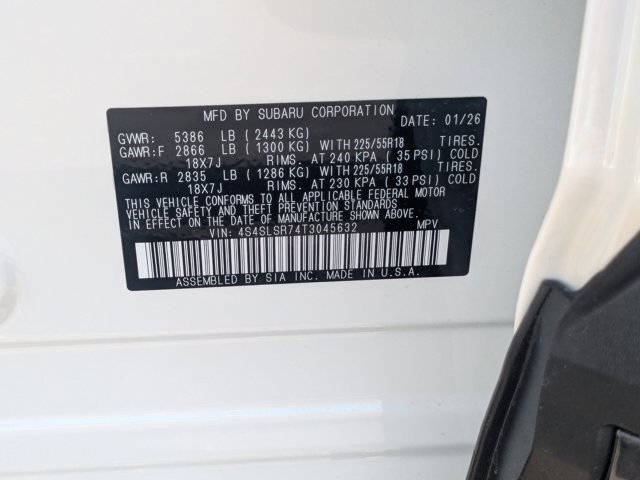 MFD BY SUBARU CORPORATION DATE: 01/26
GVWR: 5386 LB ( 2443 KG)
GAWR:F 2866 LB ( 1300 KG) WITH 225/55R18 TIRES.
18X7J RIMS. AT 240 KPA ( 35 PSI) COLD
GAWR:R 2835 LB ( 1286 KG) WITH 225/55R18 TIRES.
18X7J RIMS. AT 230 KPA ( 33 PSI) COLD
THIS VEHICLE CONFORMS TO ALL APPLICABLE FEDERAL MOTOR
VEHICLE SAFETY AND THEFT PREVENTION STANDARDS IN
EFFECT ON THE DATE OF MANUFACTURE SHOWN ABOVE.
VIN: 4S4SLSR74T3045632 MPV
ASSEMBLED BY SIA INC. MADE IN U.S.A.